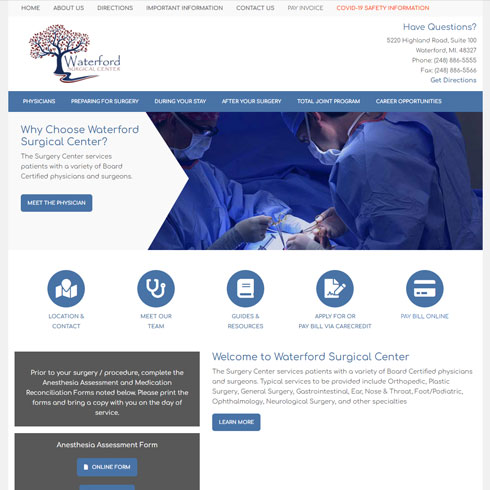 HOME ABOUT US DIRECTIONS IMPORTANT INFORMATION CONTACT US PAY INVOICE COVID-19 SAFETY INFORMATION
Waterford
SURGICAL CENTER
Have Questions?
5220 Highland Road, Suite 100
Waterford, MI. 48327
Phone: (248) 886-5555
Fax: (248) 886-5566
Get Directions
PHYSICIANS PREPARING FOR SURGERY DURING YOUR STAY AFTER YOUR SURGERY TOTAL JOINT PROGRAM CAREER OPPORTUNITIES
Why Choose Waterford
Surgical Center?
The Surgery Center services
patients with a variety of Board
Certified physicians and surgeons.
MEET THE PHYSICIAN
LOCATION &
CONTACT
MEET OUR
TEAM
GUIDES &
RESOURCES
APPLY FOR OR
PAY BILL VIA CARECREDIT
PAY BILL ONLINE
Prior to your surgery / procedure, complete the
Anesthesia Assessment and Medication
Reconciliation Forms noted below. Please print the
forms and bring a copy with you on the day of
service.
Anesthesia Assessment Form
ONLINE FORM
Welcome to Waterford Surgical Center
The Surgery Center services patients with a variety of Board Certified physicians
and surgeons. Typical services to be provided include Orthopedic, Plastic
Surgery, General Surgery, Gastrointestinal, Ear, Nose & Throat, Foot/Podiatric,
Ophthalmology, Neurological Surgery, and other specialties
LEARN MORE